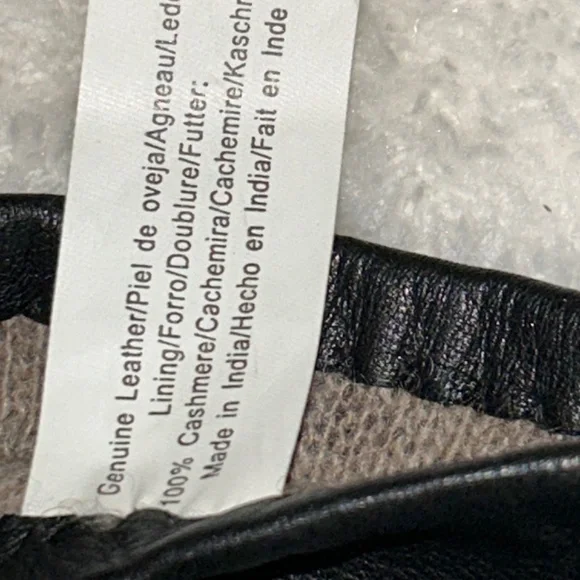 Genuine Leather/Piel de oveja/Agneau/Led
Lining/Forro/Doublure/Futter:
100% Cashmere/Cachemira/Cachemire/Kaschr
Made in India/Hecho en India/Fait en Inde